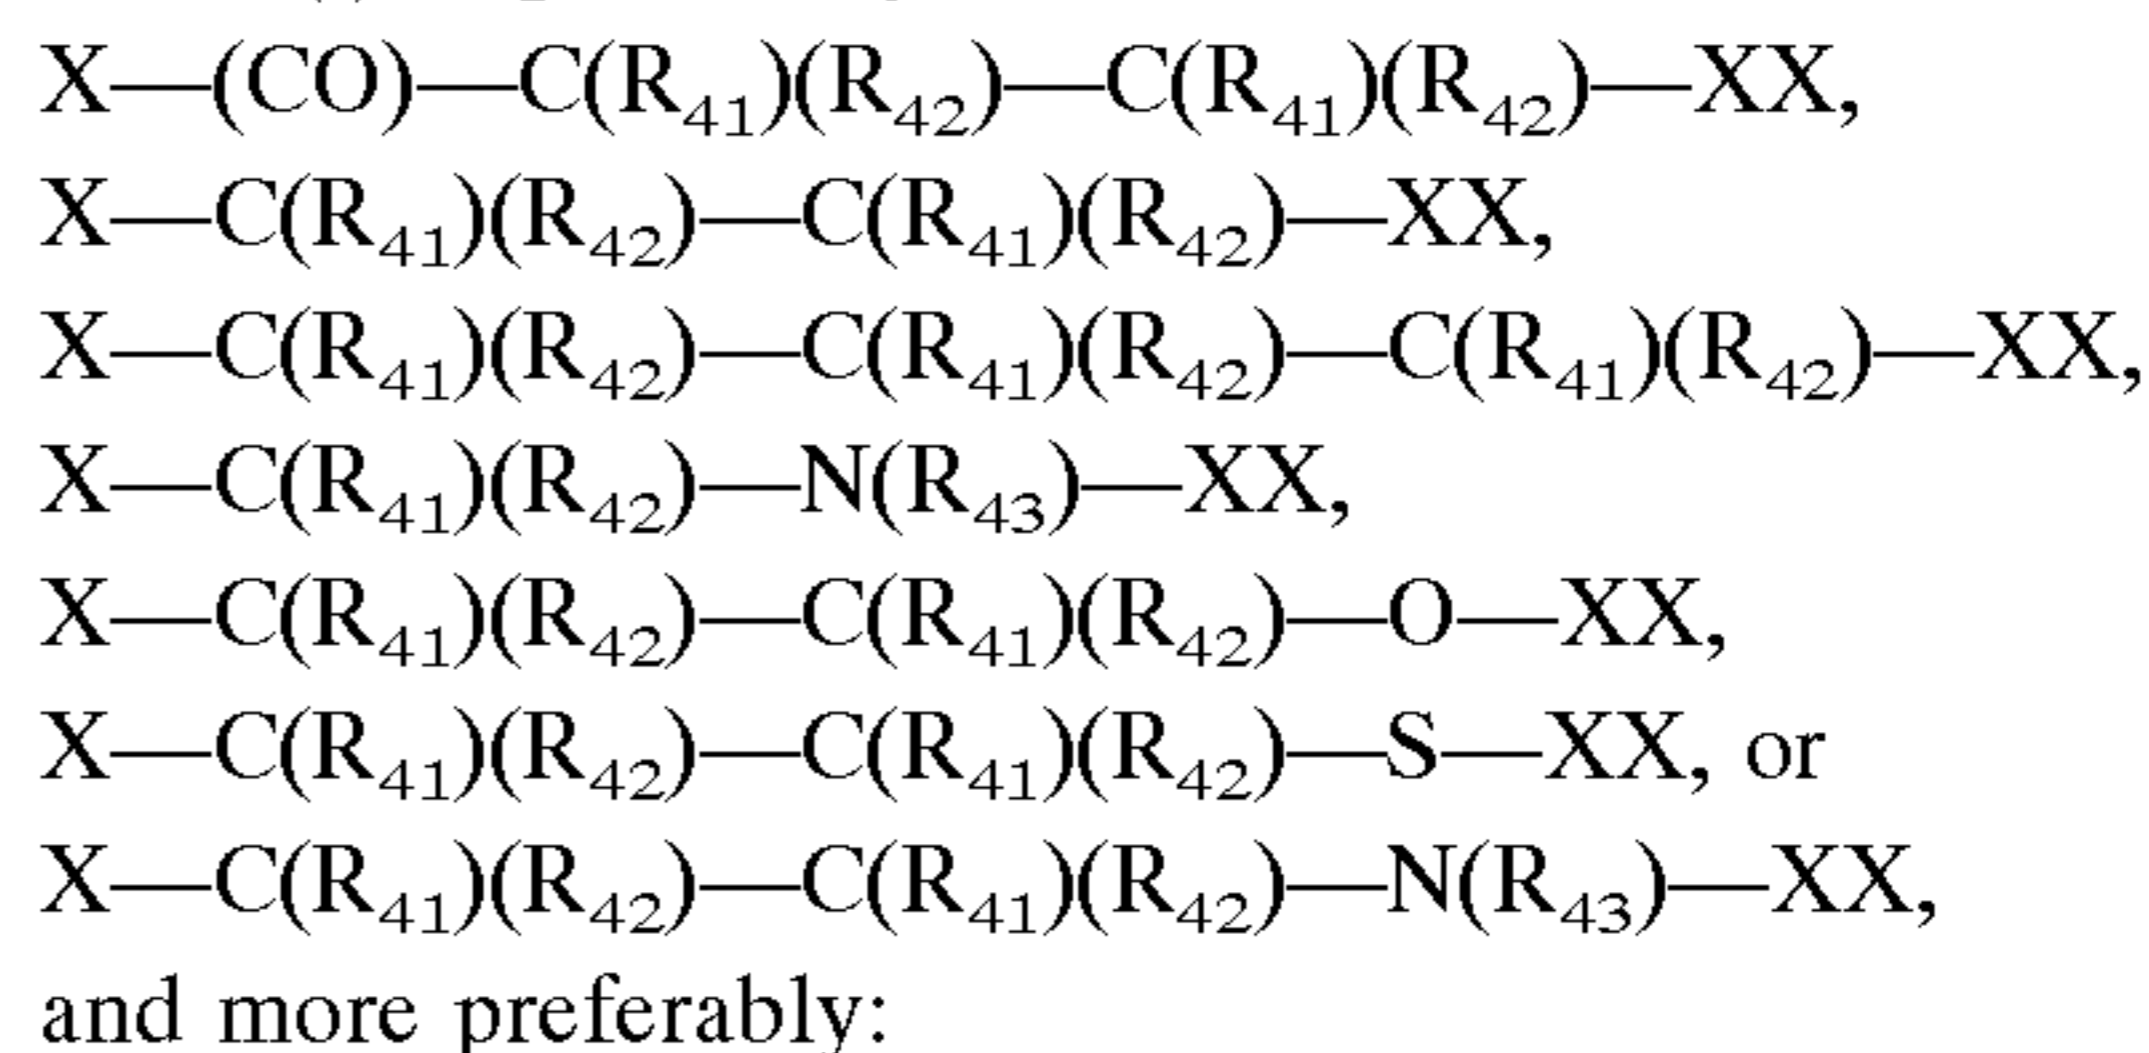 X—(CO)—C(R₄₁)(R₄₂)—C(R₄₁)(R₄₂)—XX,
X—C(R₄₁)(R₄₂)—C(R₄₁)(R₄₂)—XX,
X—C(R₄₁)(R₄₂)—C(R₄₁)(R₄₂)—C(R₄₁)(R₄₂)—XX,
X—C(R₄₁)(R₄₂)—N(R₄₃)—XX,
X—C(R₄₁)(R₄₂)—C(R₄₁)(R₄₂)—O—XX,
X—C(R₄₁)(R₄₂)—C(R₄₁)(R₄₂)—S—XX, or
X—C(R₄₁)(R₄₂)—C(R₄₁)(R₄₂)—N(R₄₃)—XX,
and more preferably: